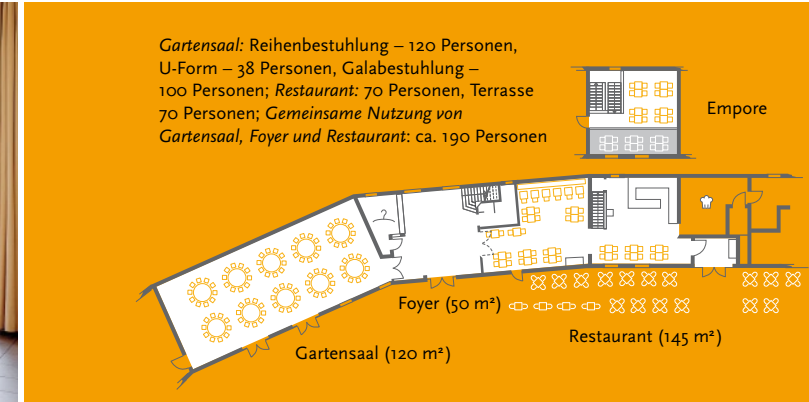 Gartensaal: Reihenbestuhlung – 120 Personen,
U-Form – 38 Personen, Galabestuhlung –
100 Personen; Restaurant: 70 Personen, Terrasse
70 Personen; Gemeinsame Nutzung von
Gartensaal, Foyer und Restaurant: ca. 190 Personen
Empore
Foyer (50 m²)
Restaurant (145 m²)
Gartensaal (120 m²)